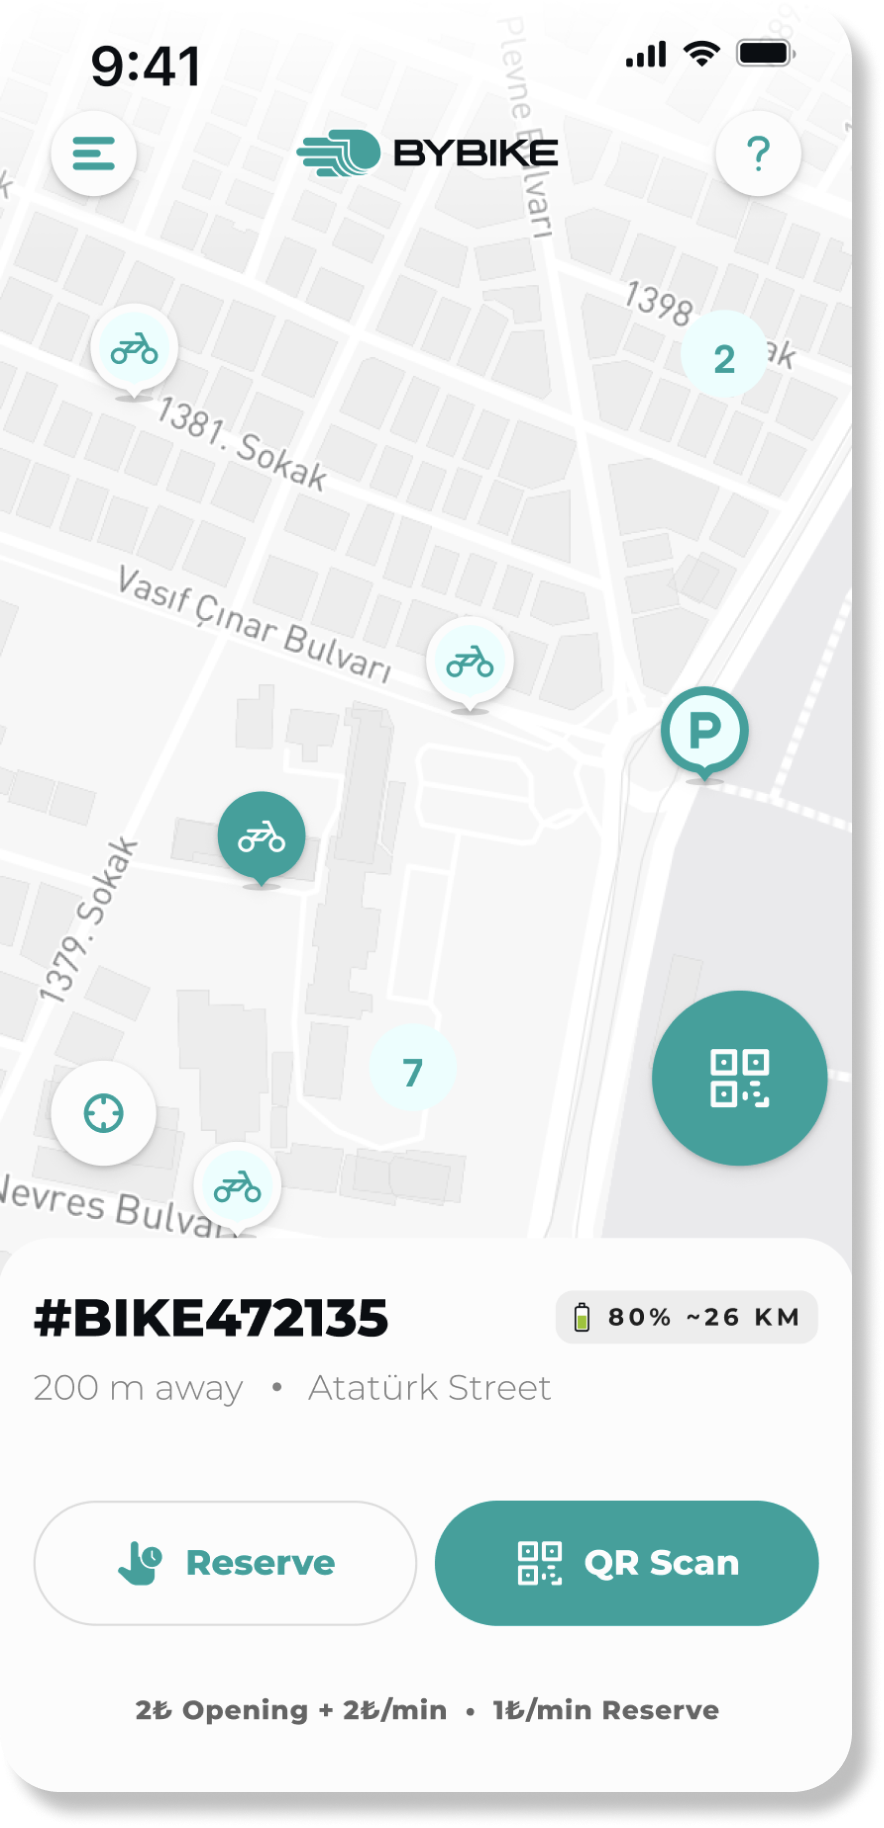 9:41
Plevne Bulvarı
BYBIKE
?
1398
ak
2
1381. Sokak
Vasıf Çınar Bulvarı
P
1379. Sokak
7
Nevres Bulvarı
#BIKE472135
80% ~26 KM
200 m away • Atatürk Street
Reserve
QR Scan
2₺ Opening + 2₺/min • 1₺/min Reserve